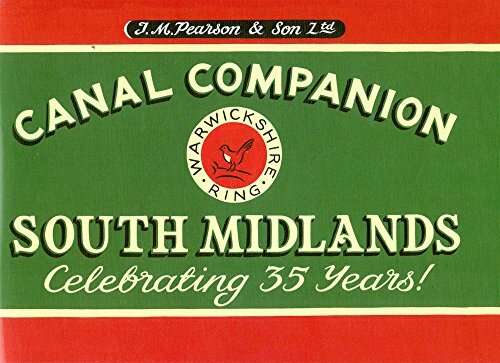 J.M. Pearson & Son Ltd
CANAL COMPANION
WARWICKSHIRE
· RING ·
SOUTH MIDLANDS
Celebrating 35 Years!